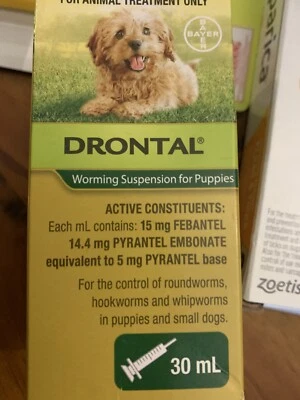 FOR ANIMAL TREATMENT ONLY
BAYER
DRONTAL®
Worming Suspension for Puppies
ACTIVE CONSTITUENTS:
Each mL contains: 15 mg FEBANTEL
14.4 mg PYRANTEL EMBONATE
equivalent to 5 mg PYRANTEL base
For the control of roundworms,
hookworms and whipworms
in puppies and small dogs.
30 mL
parica
zoetis